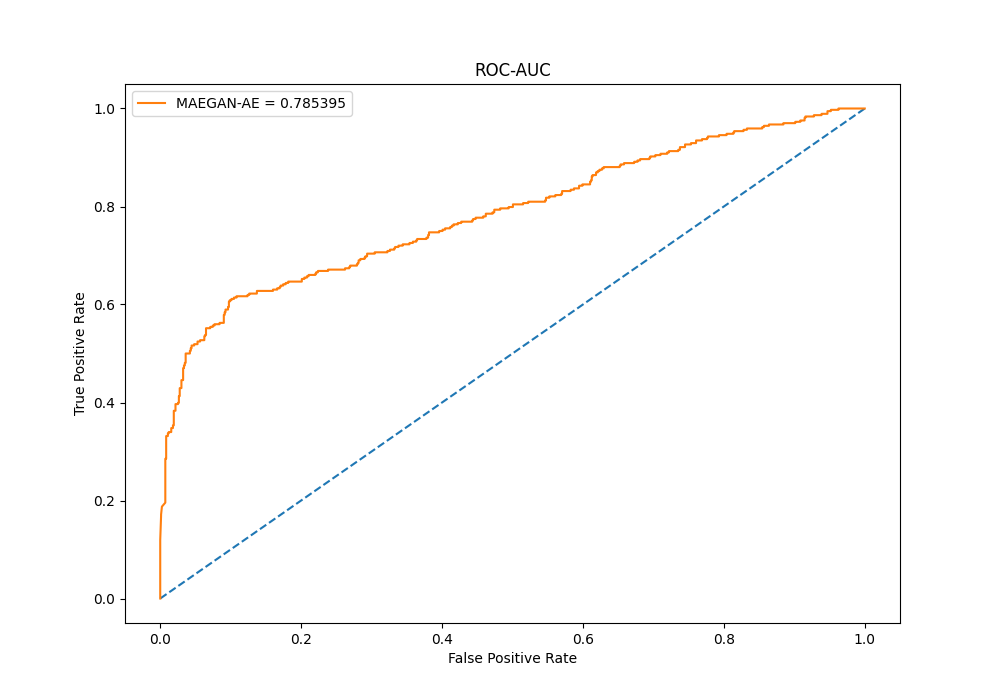 ROC-AUC
MAEGAN-AE = 0.785395
True Positive Rate
1.0
0.8
0.6
0.4
0.2
0.0
0.0 0.2 0.4 0.6 0.8 1.0
False Positive Rate